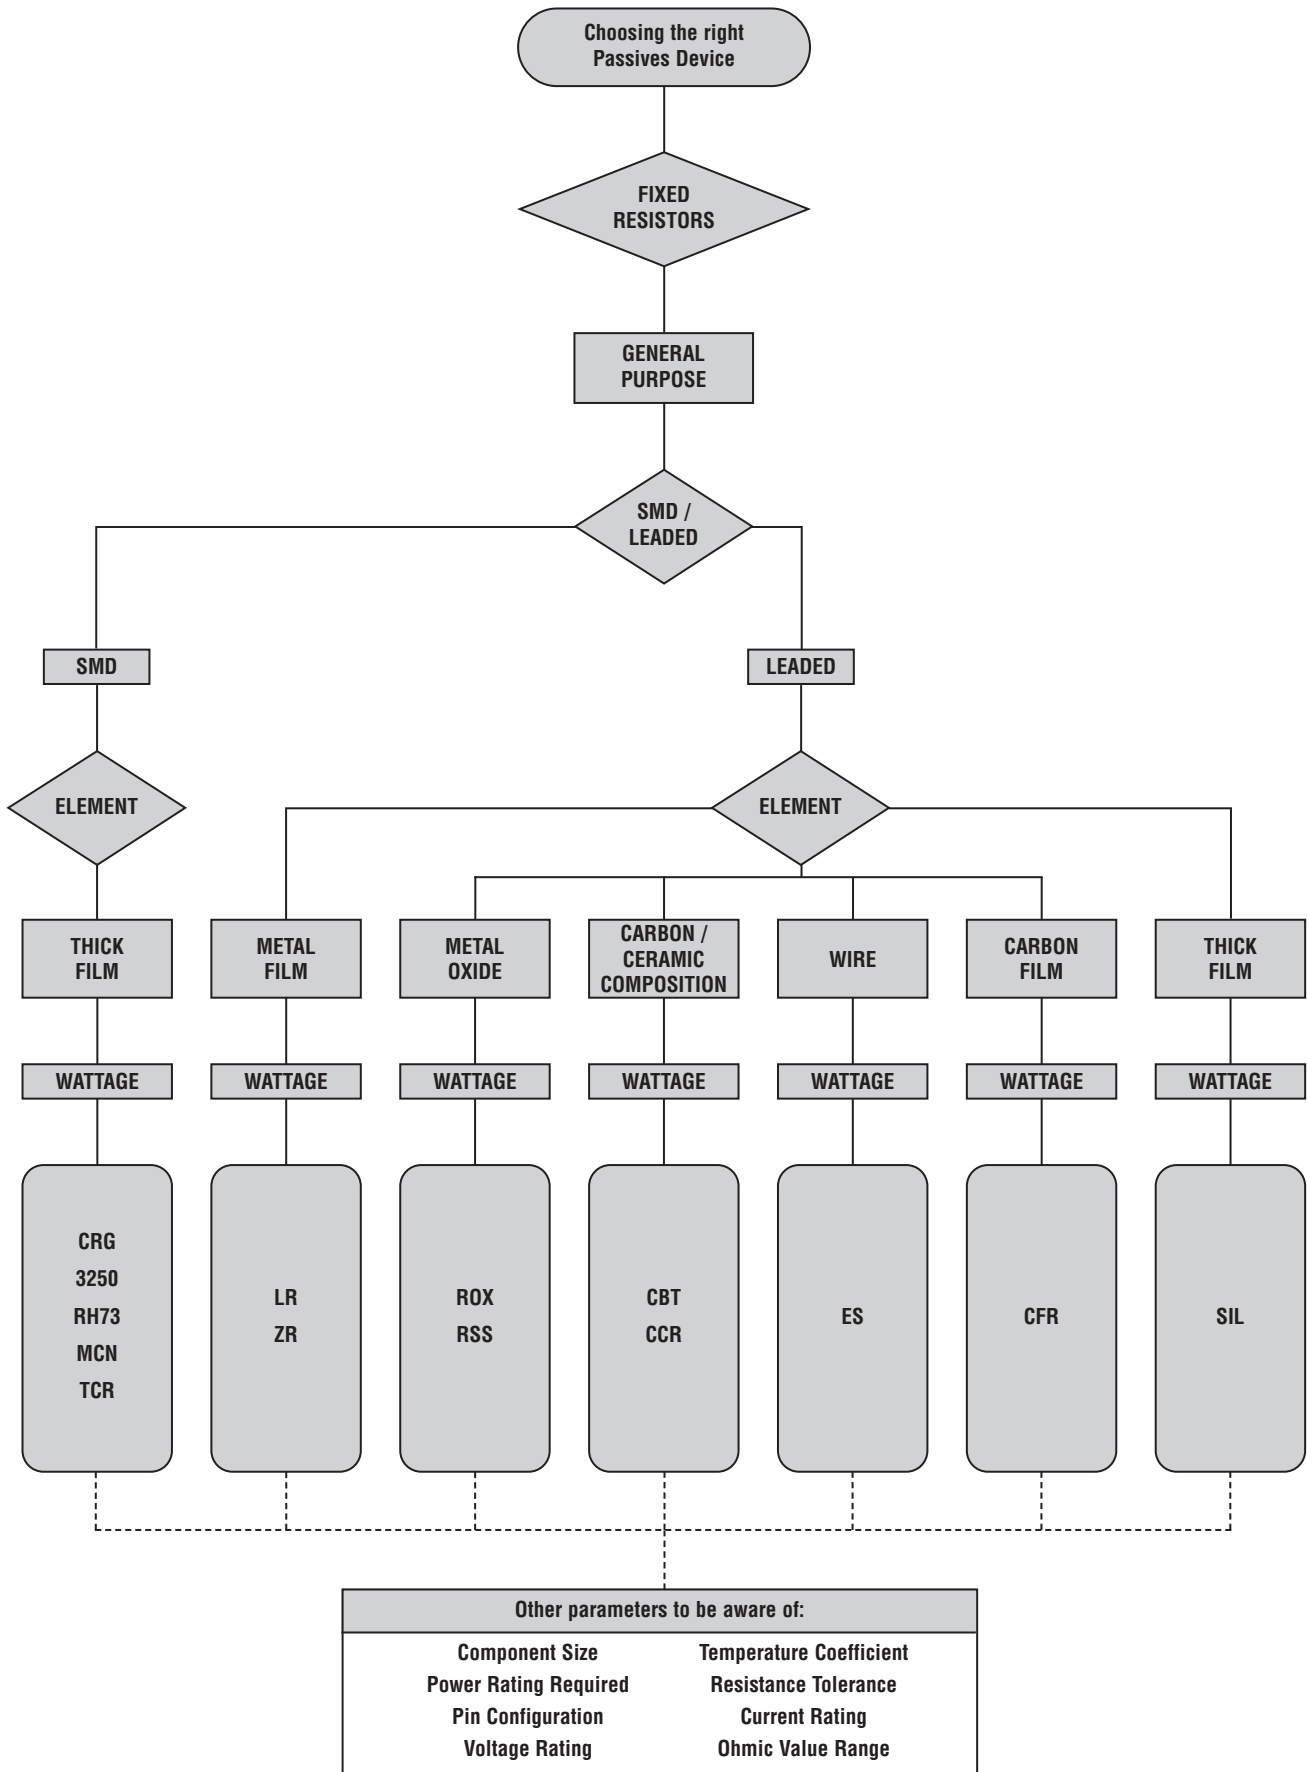 Choosing the right
Passives Device
FIXED
RESISTORS
GENERAL
PURPOSE
SMD /
LEADED
SMD
LEADED
ELEMENT
ELEMENT
THICK
FILM
METAL
FILM
METAL
OXIDE
CARBON /
CERAMIC
COMPOSITION
WIRE
CARBON
FILM
THICK
FILM
WATTAGE
WATTAGE
WATTAGE
WATTAGE
WATTAGE
WATTAGE
WATTAGE
CRG
3250
RH73
MCN
TCR
LR
ZR
ROX
RSS
CBT
CCR
ES
CFR
SIL
Other parameters to be aware of:
Component Size
Power Rating Required
Pin Configuration
Voltage Rating
Temperature Coefficient
Resistance Tolerance
Current Rating
Ohmic Value Range